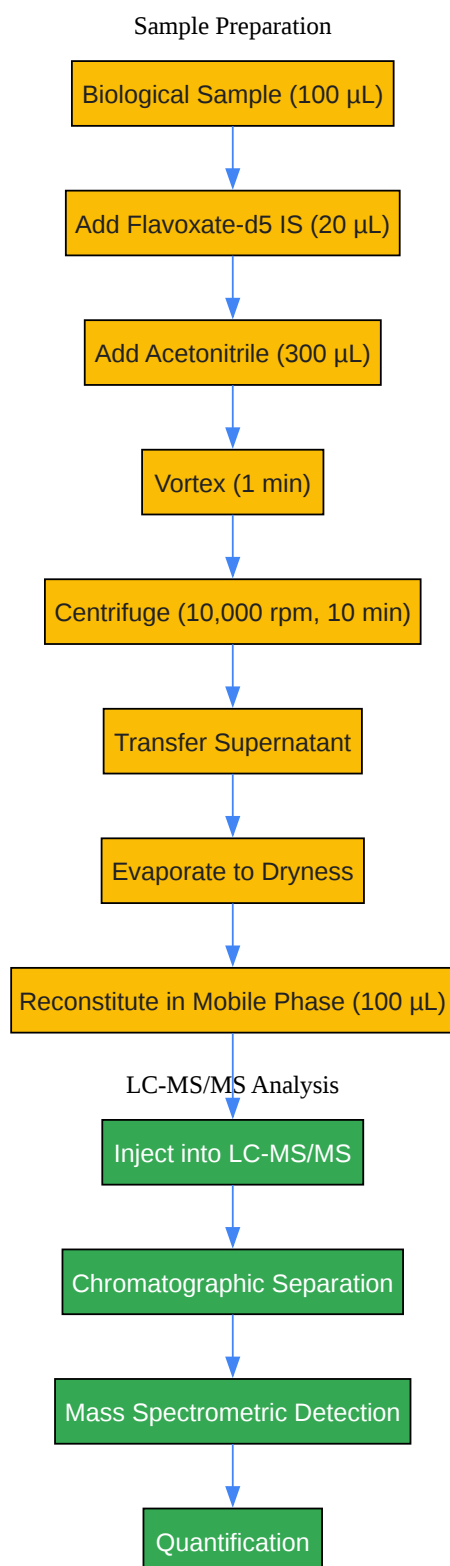 Sample Preparation
Biological Sample (100 µL)
Add Flavoxate-d5 IS (20 µL)
Add Acetonitrile (300 µL)
Vortex (1 min)
Centrifuge (10,000 rpm, 10 min)
Transfer Supernatant
Evaporate to Dryness
Reconstitute in Mobile Phase (100 µL)
LC-MS/MS Analysis
Inject into LC-MS/MS
Chromatographic Separation
Mass Spectrometric Detection
Quantification